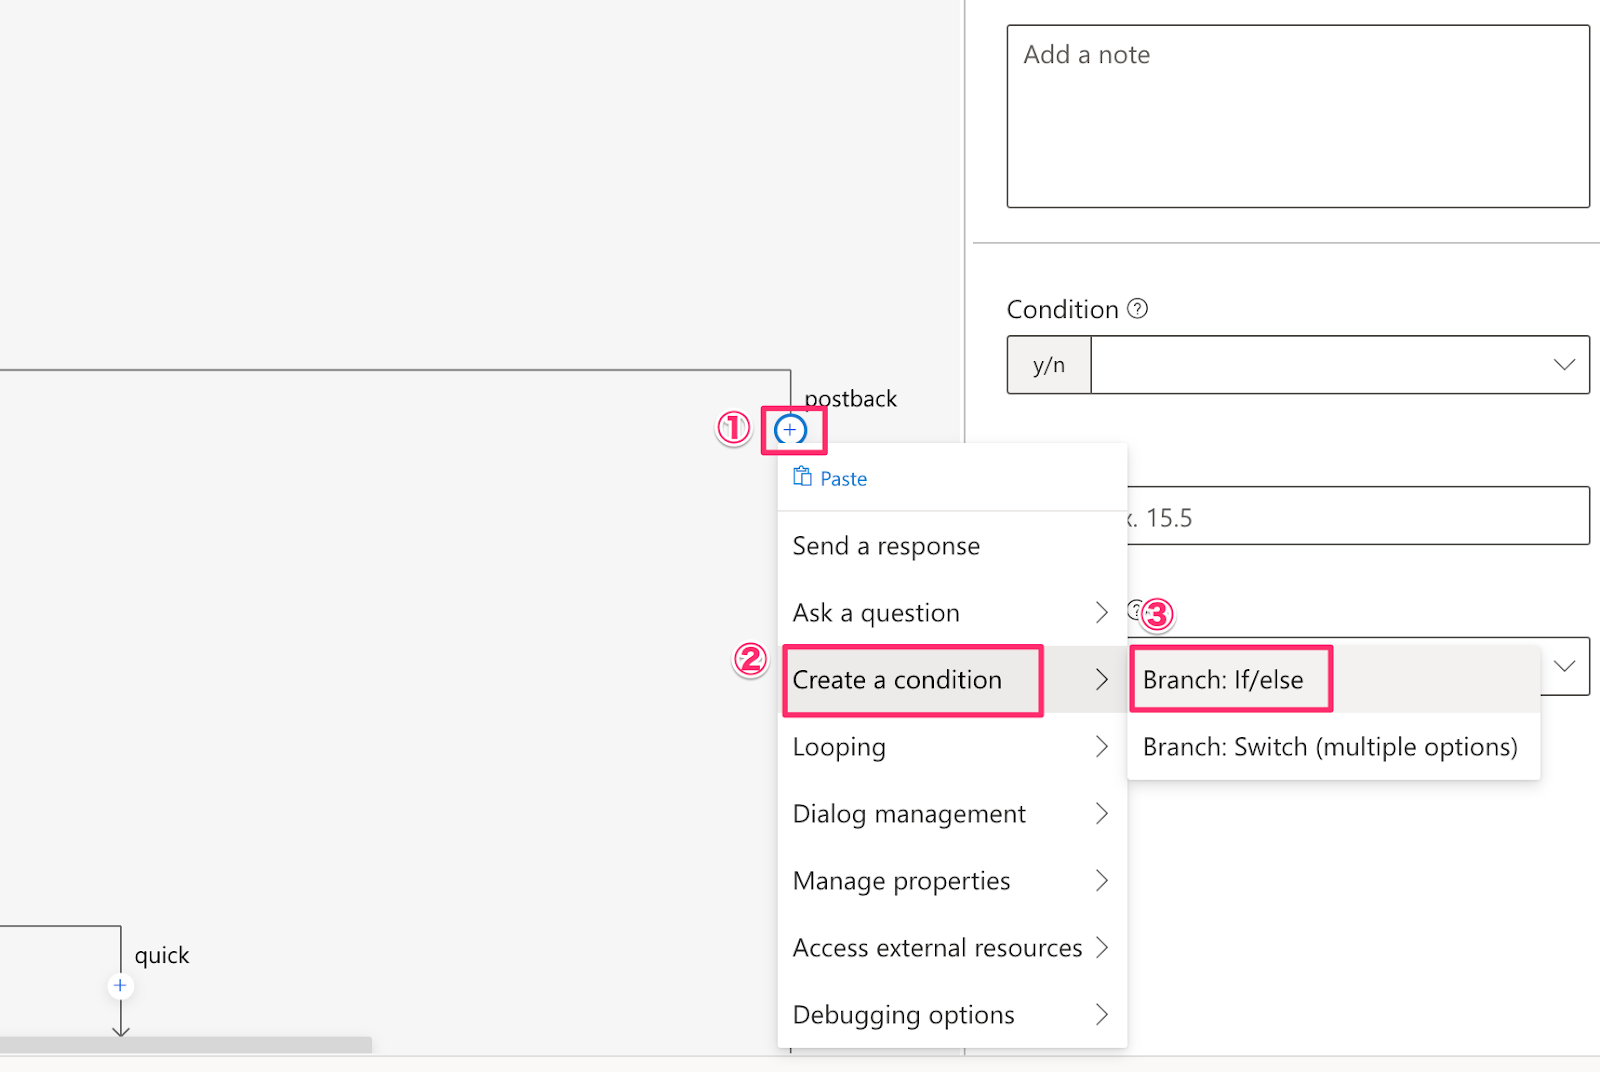 Add a note
Condition
y/n
postback
①
Paste
x. 15.5
Send a response
Ask a question
③
②
Create a condition
Branch: If/else
Looping
Branch: Switch (multiple options)
Dialog management
Manage properties
Access external resources
quick
Debugging options